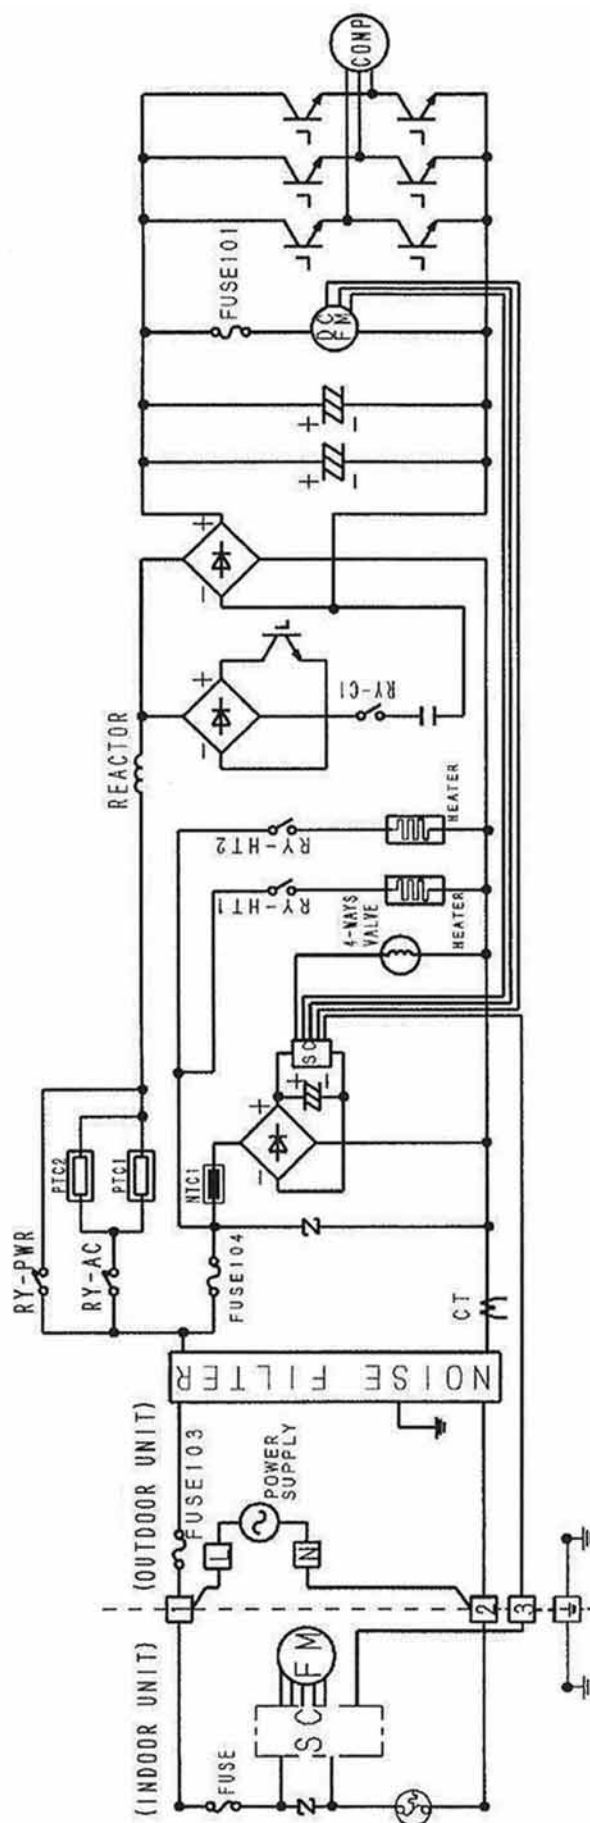 (INDOOR UNIT)
(OUTDOOR UNIT)
FUSE
SC
FM
1
2
3
L
N
POWER
SUPPLY
FUSE103
NOISE FILTER
CT
RY-PWR
RY-AC
FUSE104
PTC2
PTC1
NTC1
+
-
+
-
SC
4-WAYS
VALVE
RY-HT1
HEATER
RY-HT2
HEATER
REACTOR
+
-
RY-C1
+
-
+
-
+
-
FUSE101
DC
FM
COMP